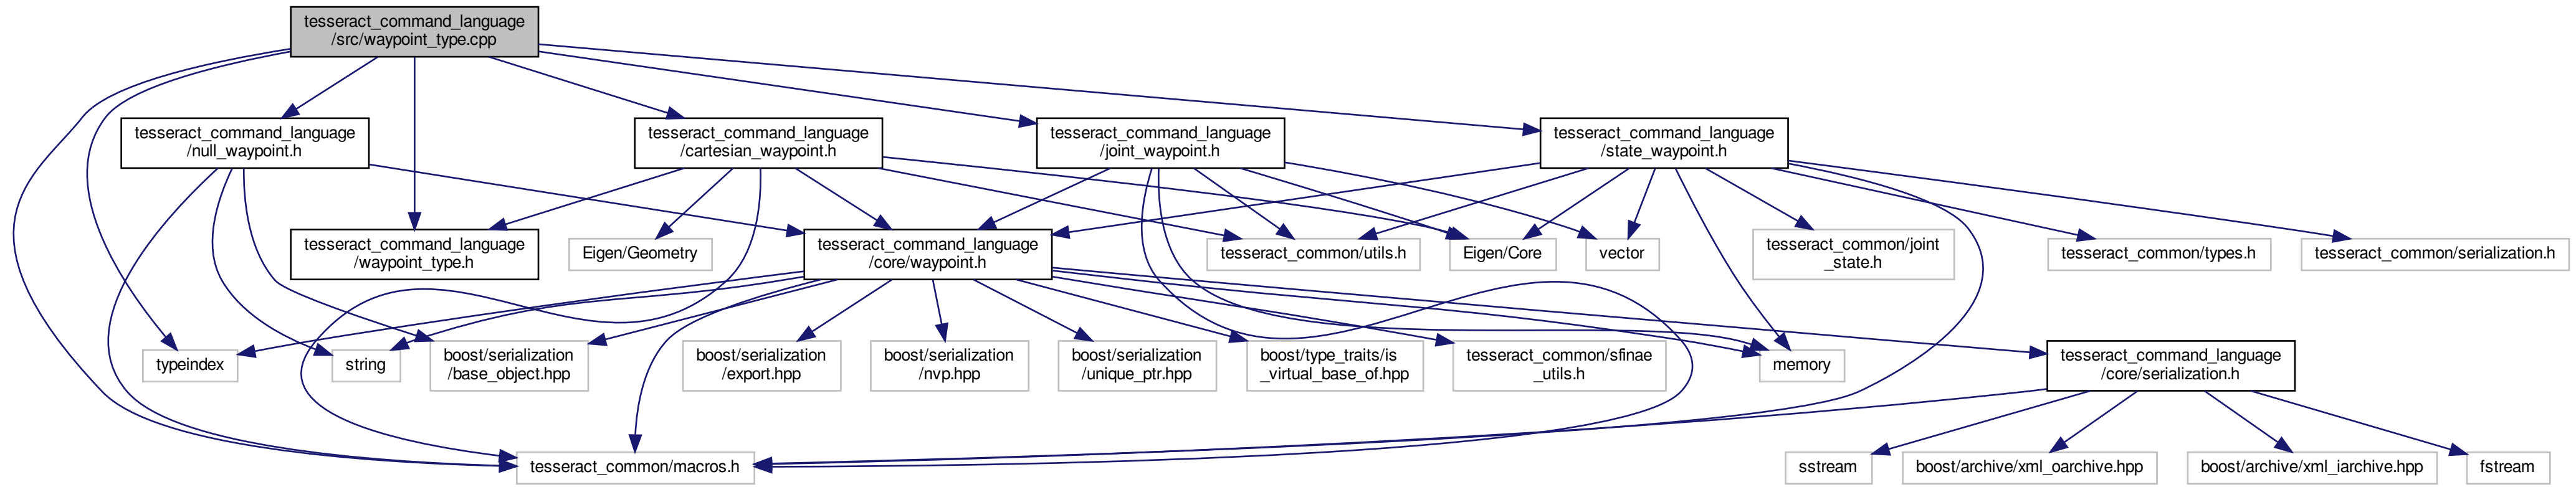 tesseract_command_language
/src/waypoint_type.cpp
tesseract_command_language
/null_waypoint.h
tesseract_command_language
/cartesian_waypoint.h
tesseract_command_language
/joint_waypoint.h
tesseract_command_language
/state_waypoint.h
tesseract_command_language
/waypoint_type.h
Eigen/Geometry
tesseract_command_language
/core/waypoint.h
tesseract_common/utils.h
Eigen/Core
vector
tesseract_common/joint
_state.h
tesseract_common/types.h
tesseract_common/serialization.h
typeindex
string
boost/serialization
/base_object.hpp
boost/serialization
/export.hpp
boost/serialization
/nvp.hpp
boost/serialization
/unique_ptr.hpp
boost/type_traits/is
_virtual_base_of.hpp
tesseract_common/sfinae
_utils.h
memory
tesseract_command_language
/core/serialization.h
tesseract_common/macros.h
sstream
boost/archive/xml_oarchive.hpp
boost/archive/xml_iarchive.hpp
fstream